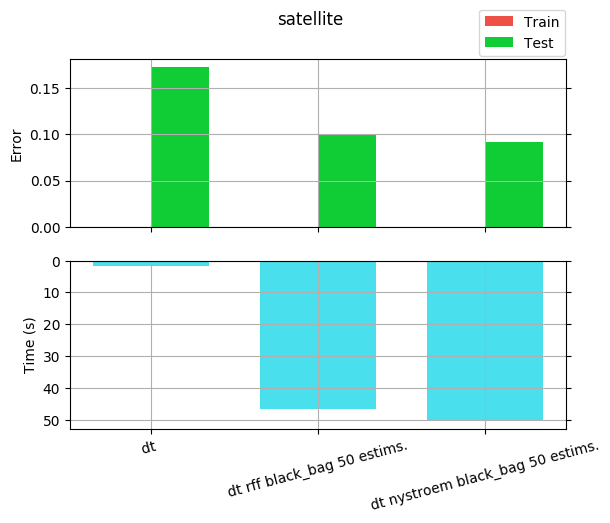 satellite
Train
Test
0.15
0.10
0.05
0.00
Error
0
10
20
30
40
50
Time (s)
dt
dt rff black_bag 50 estims.
dt nystroem black_bag 50 estims.